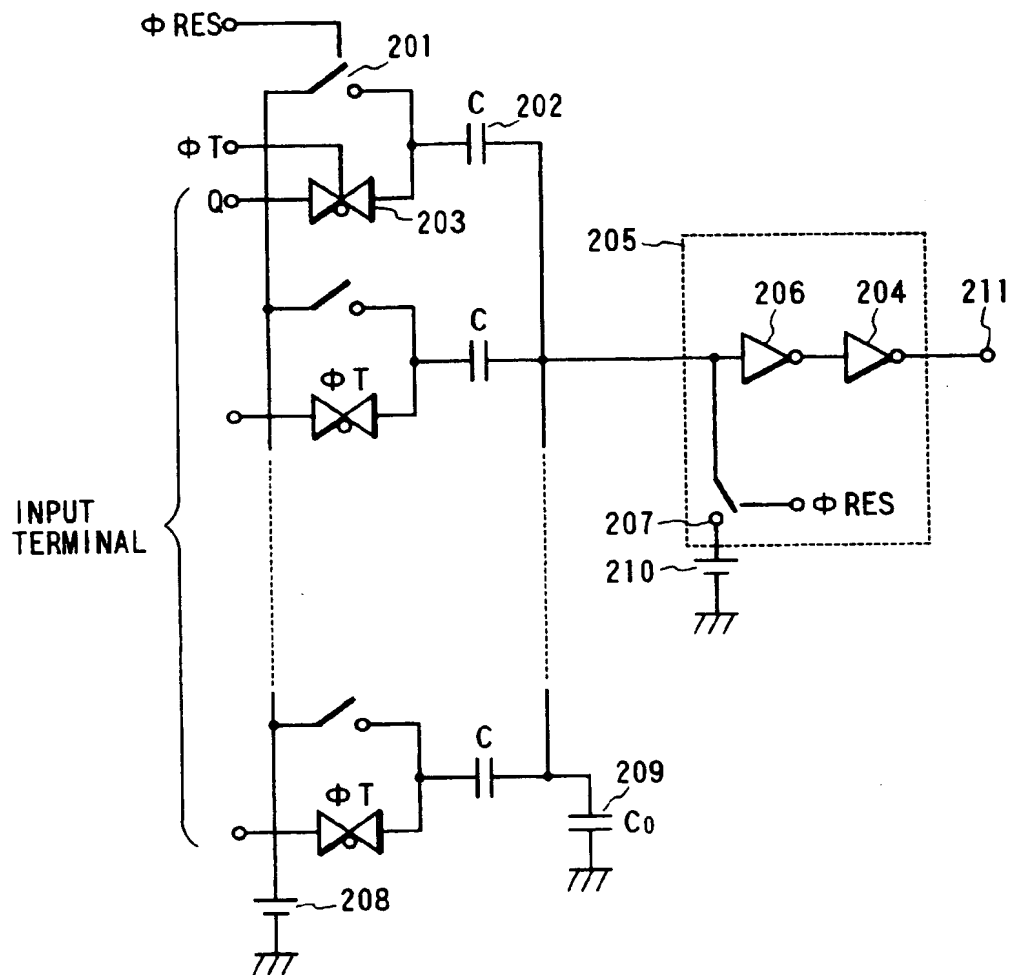 ΦRES
201
C
202
ΦT
Q
203
205
206
204
211
C
ΦT
INPUT
TERMINAL
207
ΦRES
210
C
209
ΦT
C0
208